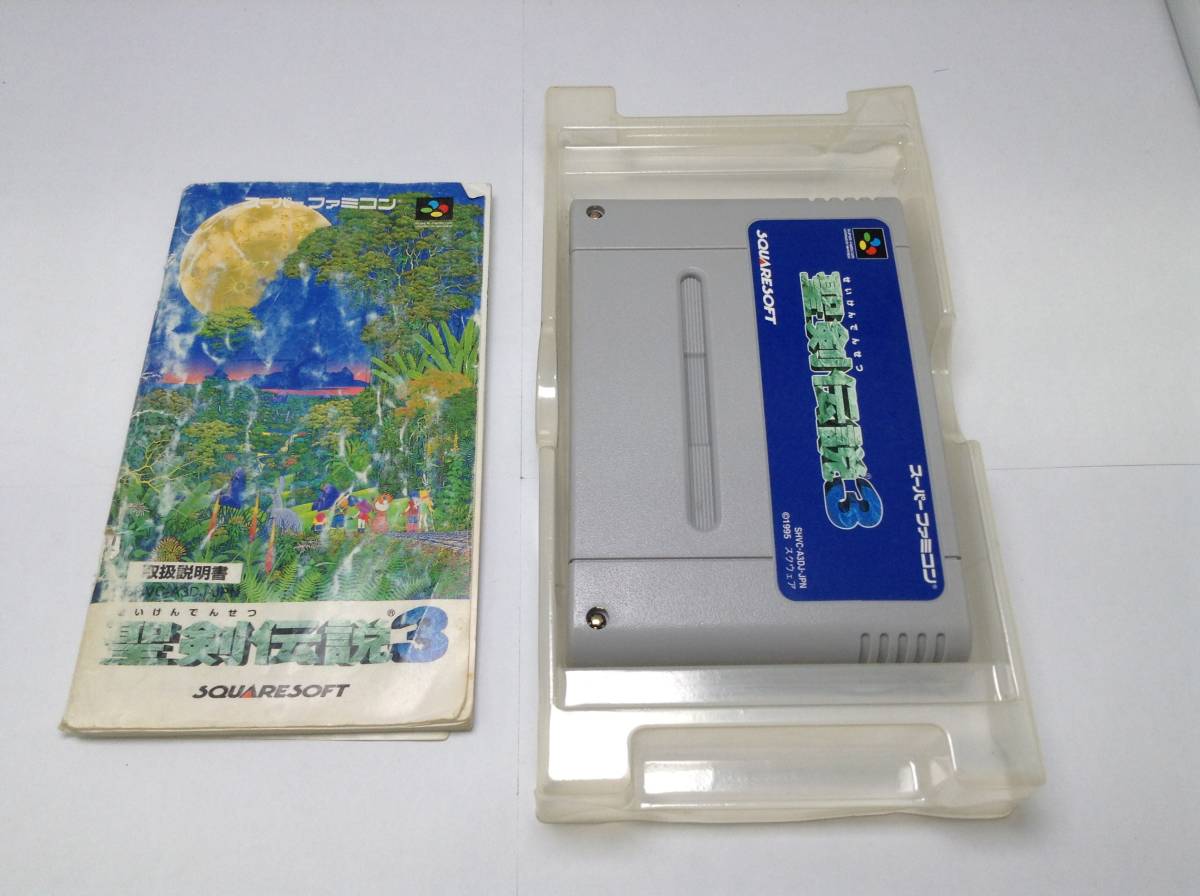 スーパーファミコン
取扱説明書
VC-A3DJ-JPN
いけんでんせつ
聖剣伝説3
®
SQUARESOFT
SQUARESOFT
せいけんでんせつ
聖剣伝説3
スーパーファミコン
SHVC-A3DJ-JPN
©1995 スクウェア